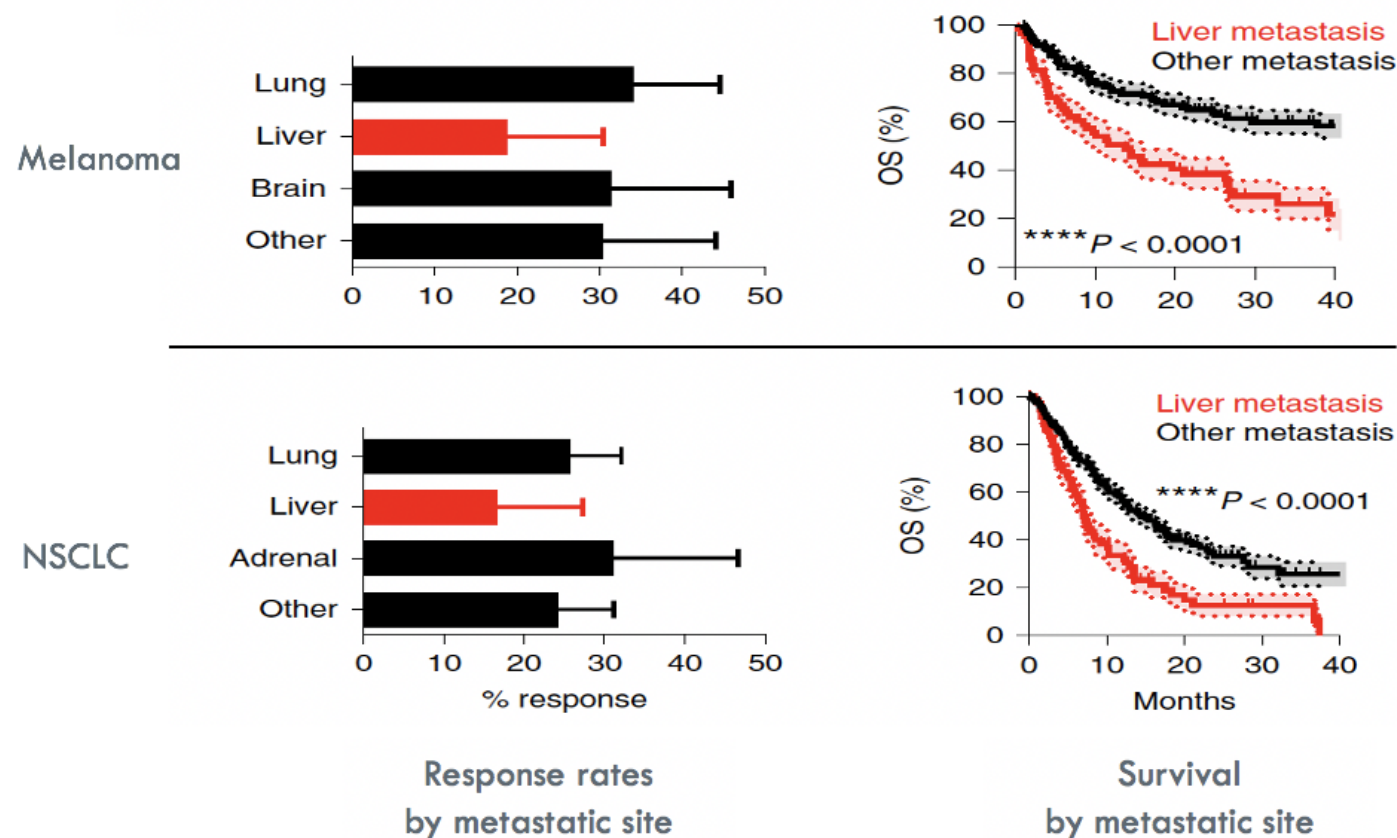 Melanoma
Lung
Liver
Brain
Other
0 10 20 30 40 50
OS (%)
100
80
60
40
20
0
Liver metastasis
Other metastasis
****P < 0.0001
0 10 20 30 40
NSCLC
Lung
Liver
Adrenal
Other
0 10 20 30 40 50
% response
OS (%)
100
80
60
40
20
0
Liver metastasis
Other metastasis
****P < 0.0001
0 10 20 30 40
Months
Response rates
by metastatic site
Survival
by metastatic site